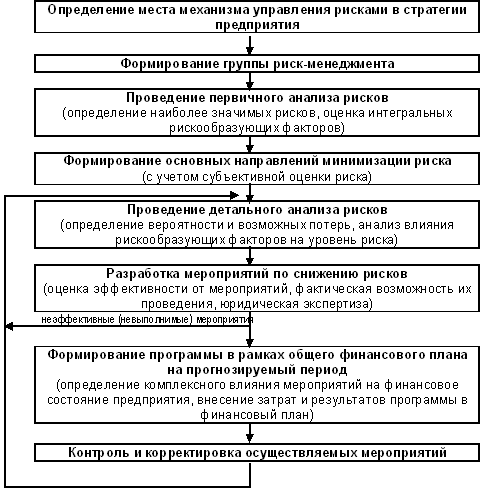 Определение места механизма управления рисками в стратегии
предприятия
Формирование группы риск-менеджмента
Проведение первичного анализа рисков
(определение наиболее значимых рисков, оценка интегральных
рискообразующих факторов)
Формирование основных направлений минимизации риска
(с учетом субъективной оценки риска)
Проведение детального анализа рисков
(определение вероятности и возможных потерь, анализ влияния
рискообразующих факторов на уровень риска)
Разработка мероприятий по снижению рисков
(оценка эффективности от мероприятий, фактическая возможность их
проведения, юридическая экспертиза)
неэффективные (невыполнимые) мероприятия
Формирование программы в рамках общего финансового плана
на прогнозируемый период
(определение комплексного влияния мероприятий на финансовое
состояние предприятия, внесение затрат и результатов программы в
финансовый план)
Контроль и корректировка осуществляемых мероприятий